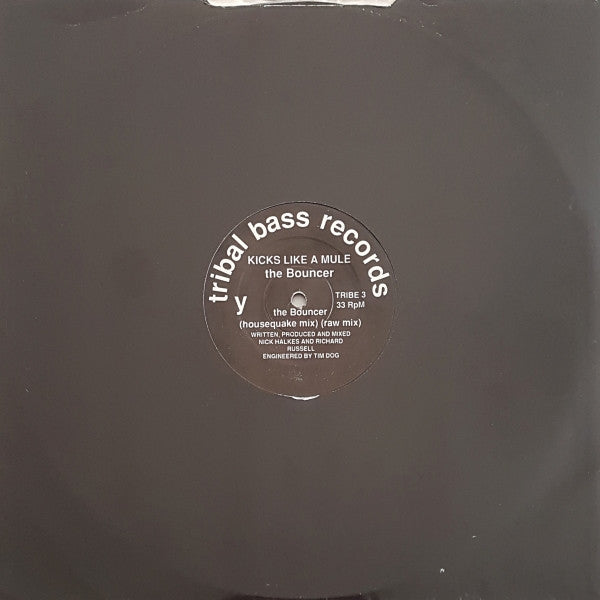 tribal bass records
KICKS LIKE A MULE
the Bouncer
y
TRIBE 3
33 RpM
the Bouncer
(housequake mix) (raw mix)
WRITTEN, PRODUCED AND MIXED
NICK HALKES AND RICHARD
RUSSELL
ENGINEERED BY TIM DOG